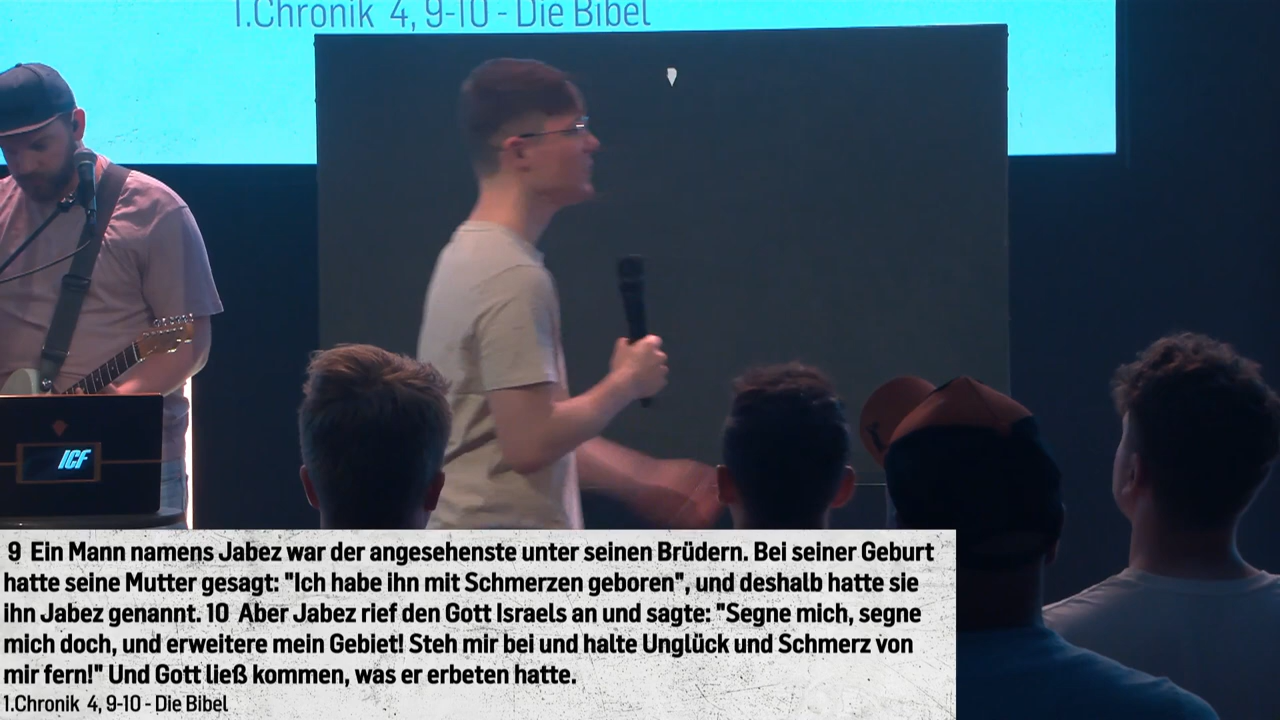 1.Chronik 4, 9-10 - Die Bibel
ICF
9 Ein Mann namens Jabez war der angesehenste unter seinen Brüdern. Bei seiner Geburt
hatte seine Mutter gesagt: "Ich habe ihn mit Schmerzen geboren", und deshalb hatte sie
ihn Jabez genannt. 10 Aber Jabez rief den Gott Israels an und sagte: "Segne mich, segne
mich doch, und erweitere mein Gebiet! Steh mir bei und halte Unglück und Schmerz von
mir fern!" Und Gott ließ kommen, was er erbeten hatte.
1.Chronik 4, 9-10 - Die Bibel